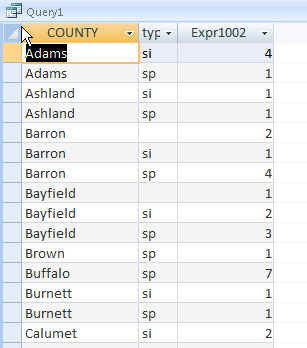 Query1
COUNTY typ Expr1002
Adams si 4
Adams sp 1
Ashland si 1
Ashland sp 1
Barron 2
Barron si 1
Barron sp 4
Bayfield 1
Bayfield si 2
Bayfield sp 3
Brown sp 1
Buffalo sp 7
Burnett si 1
Burnett sp 1
Calumet si 2